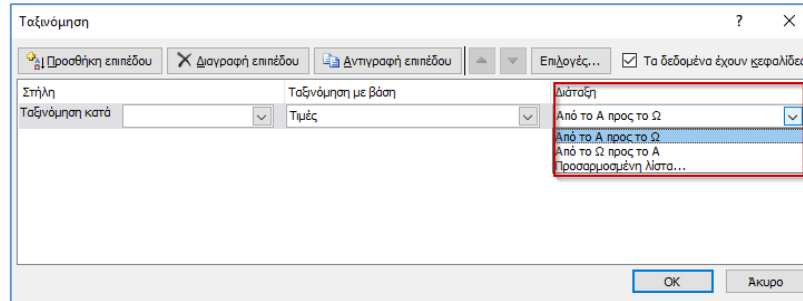 Ταξινόμηση ? ×
Προσθήκη επιπέδου Διαγραφή επιπέδου Αντιγραφή επιπέδου Επιλογές... Τα δεδομένα έχουν κεφαλίδες
Στήλη Ταξινόμηση με βάση Διάταξη
Ταξινόμηση κατά Τιμές Από το Α προς το Ω
Από το Α προς το Ω
Από το Ω προς το Α
Προσαρμοσμένη λίστα...
OK Άκυρο